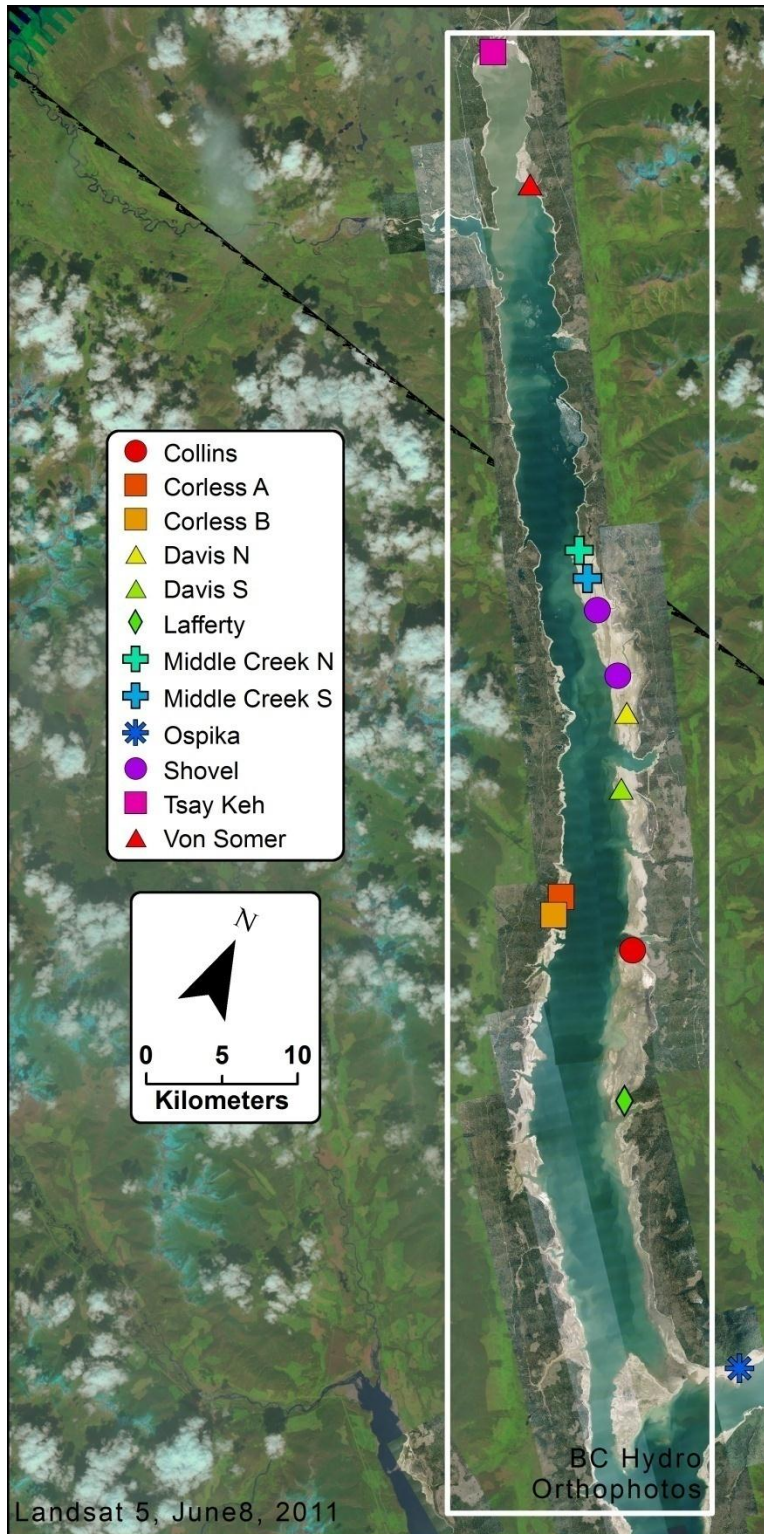 Collins
Corless A
Corless B
Davis N
Davis S
Lafferty
Middle Creek N
Middle Creek S
Ospika
Shovel
Tsay Keh
Von Somer
N
0 5 10
Kilometers
BC Hydro
Orthophotos
Landsat 5, June8, 2011